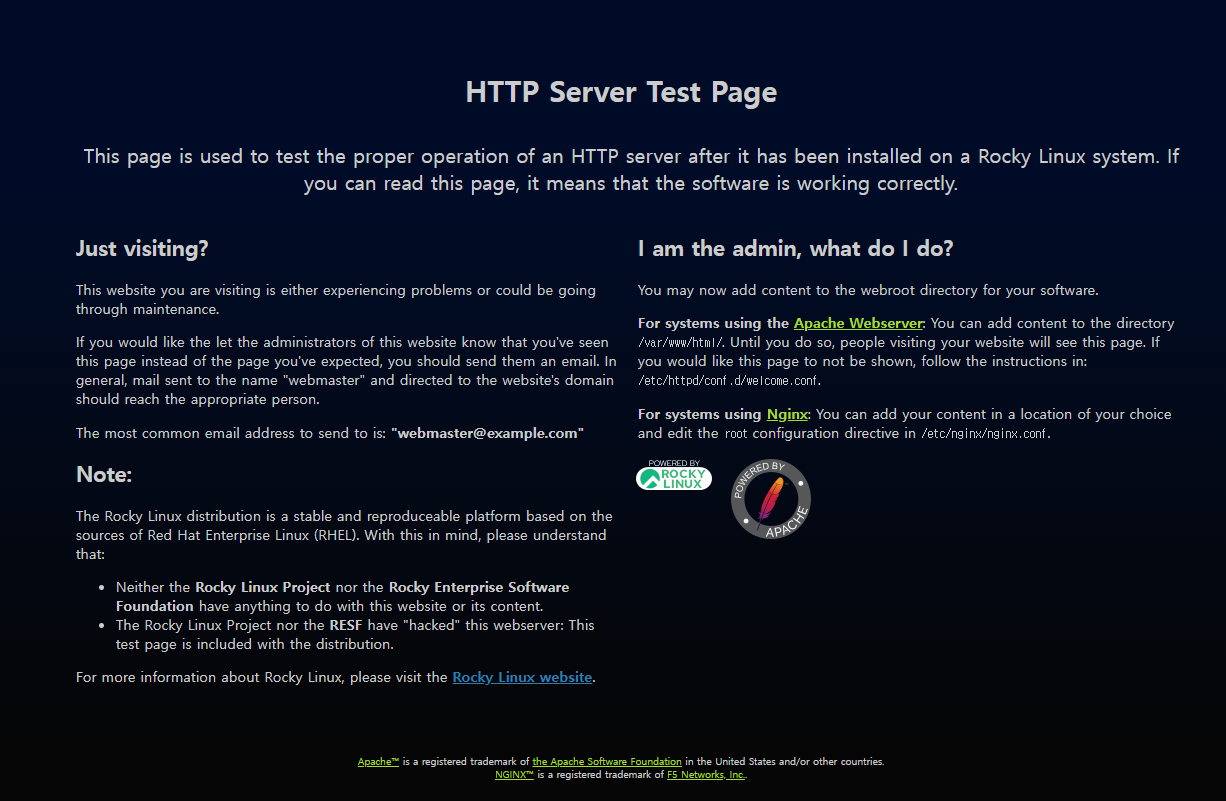 HTTP Server Test Page
This page is used to test the proper operation of an HTTP server after it has been installed on a Rocky Linux system. If
you can read this page, it means that the software is working correctly.
Just visiting?
This website you are visiting is either experiencing problems or could be going
through maintenance.
If you would like the let the administrators of this website know that you've seen
this page instead of the page you've expected, you should send them an email. In
general, mail sent to the name "webmaster" and directed to the website's domain
should reach the appropriate person.
The most common email address to send to is: "webmaster@example.com"
Note:
The Rocky Linux distribution is a stable and reproduceable platform based on the
sources of Red Hat Enterprise Linux (RHEL). With this in mind, please understand
that:
• Neither the Rocky Linux Project nor the Rocky Enterprise Software
Foundation have anything to do with this website or its content.
• The Rocky Linux Project nor the RESF have "hacked" this webserver: This
test page is included with the distribution.
For more information about Rocky Linux, please visit the Rocky Linux website.
I am the admin, what do I do?
You may now add content to the webroot directory for your software.
For systems using the Apache Webserver: You can add content to the directory
/var/www/html/. Until you do so, people visiting your website will see this page. If
you would like this page to not be shown, follow the instructions in:
/etc/httpd/conf.d/welcome.conf.
For systems using Nginx: You can add your content in a location of your choice
and edit the root configuration directive in /etc/nginx/nginx.conf.
POWERED BY
ROCKY
LINUX
POWERED BY
APACHE
Apache™ is a registered trademark of the Apache Software Foundation in the United States and/or other countries.
NGINX™ is a registered trademark of F5 Networks, Inc..